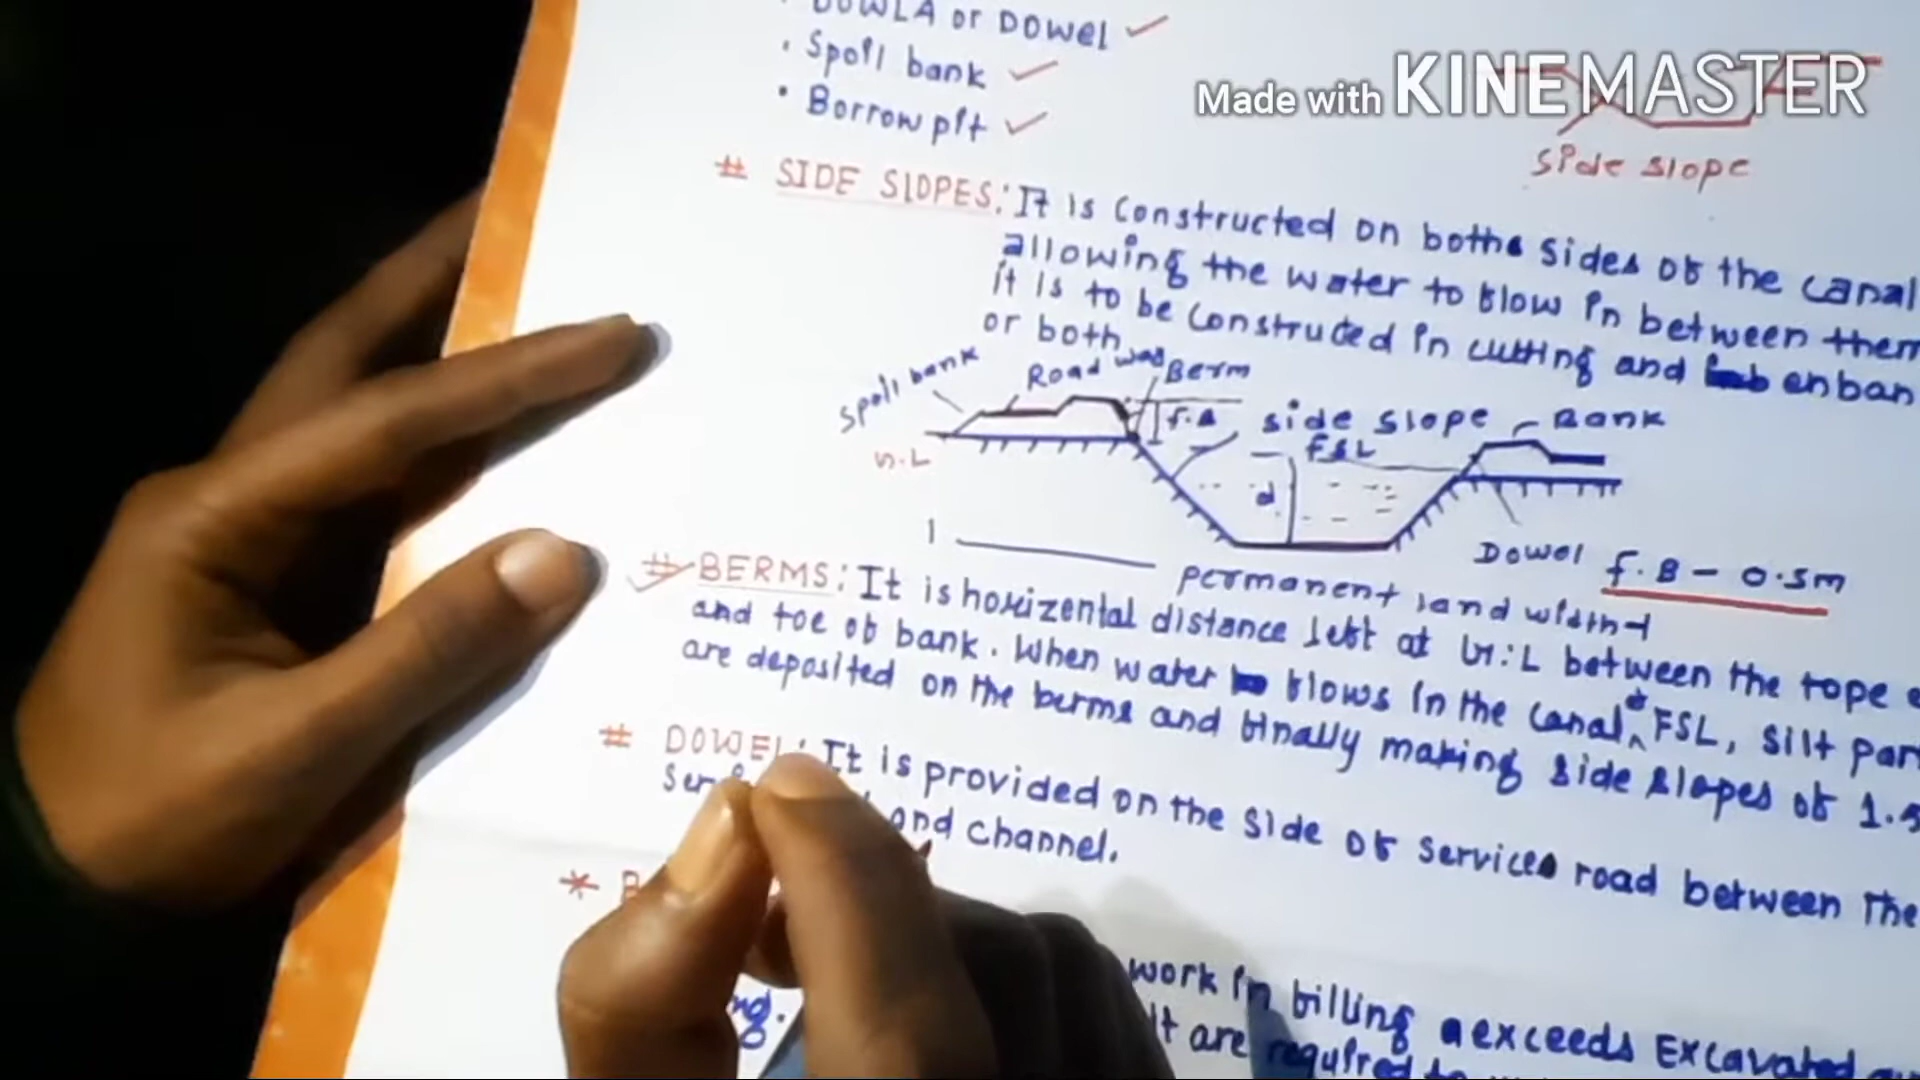 DOWLA or DOWel
• Spoil bank
• Borrow pit
Made with KINEMASTER
Side slope
# SIDE SLOPES: It is constructed on both sides of the canal
allowing the water to flow in between them
it is to be constructed in cutting and enban
or both
Spoil bank
Road way
Berm
F.B
side slope
Bank
FSL
G.L
d
Dowel
F.B - 0.5m
permanent land width
# BERMS: It is horizental distance left at G.L between the tope
and toe of bank. When water flows in the canal FSL, silt par
are deposited on the berms and finally making side slopes of 1.5
# DOWEL: It is provided on the side of service road between the
and channel.
*
work in filling exceeds Excavated
It are required to